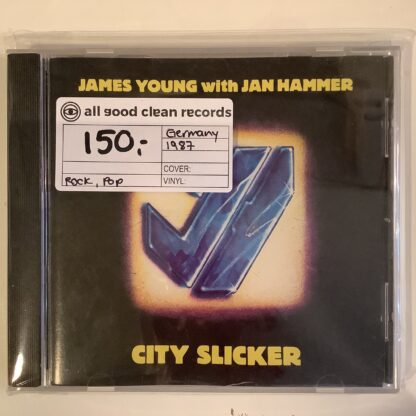 JAMES YOUNG with JAN HAMMER
all good clean records
150,-
Germany
1987
COVER:
ROCK, POP
VINYL:
CITY SLICKER